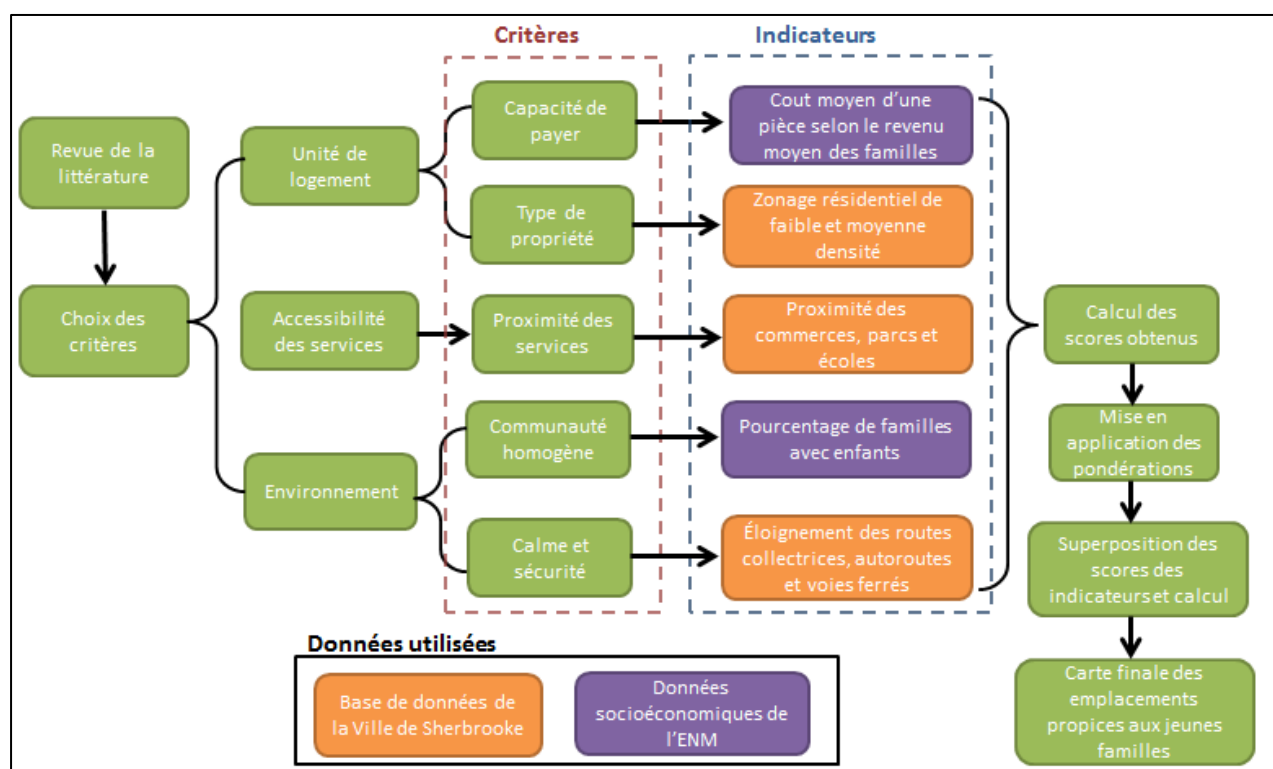 Critères
Indicateurs
Revue de la
littérature
Choix des
critères
Unité de
logement
Accessibilité
des services
Environnement
Capacité de
payer
Type de
propriété
Proximité des
services
Communauté
homogène
Calme et
sécurité
Cout moyen d'une
pièce selon le revenu
moyen des familles
Zonage résidentiel de
faible et moyenne
densité
Proximité des
commerces, parcs et
écoles
Pourcentage de familles
avec enfants
Éloignement des routes
collectrices, autoroutes
et voies ferrés
Calcul des
scores obtenus
Mise en
application des
pondérations
Superposition des
scores des
indicateurs et calcul
Carte finale des
emplacements
propices aux jeunes
familles
Données utilisées
Base de données de
la Ville de Sherbrooke
Données
socioéconomiques de
l'ENM